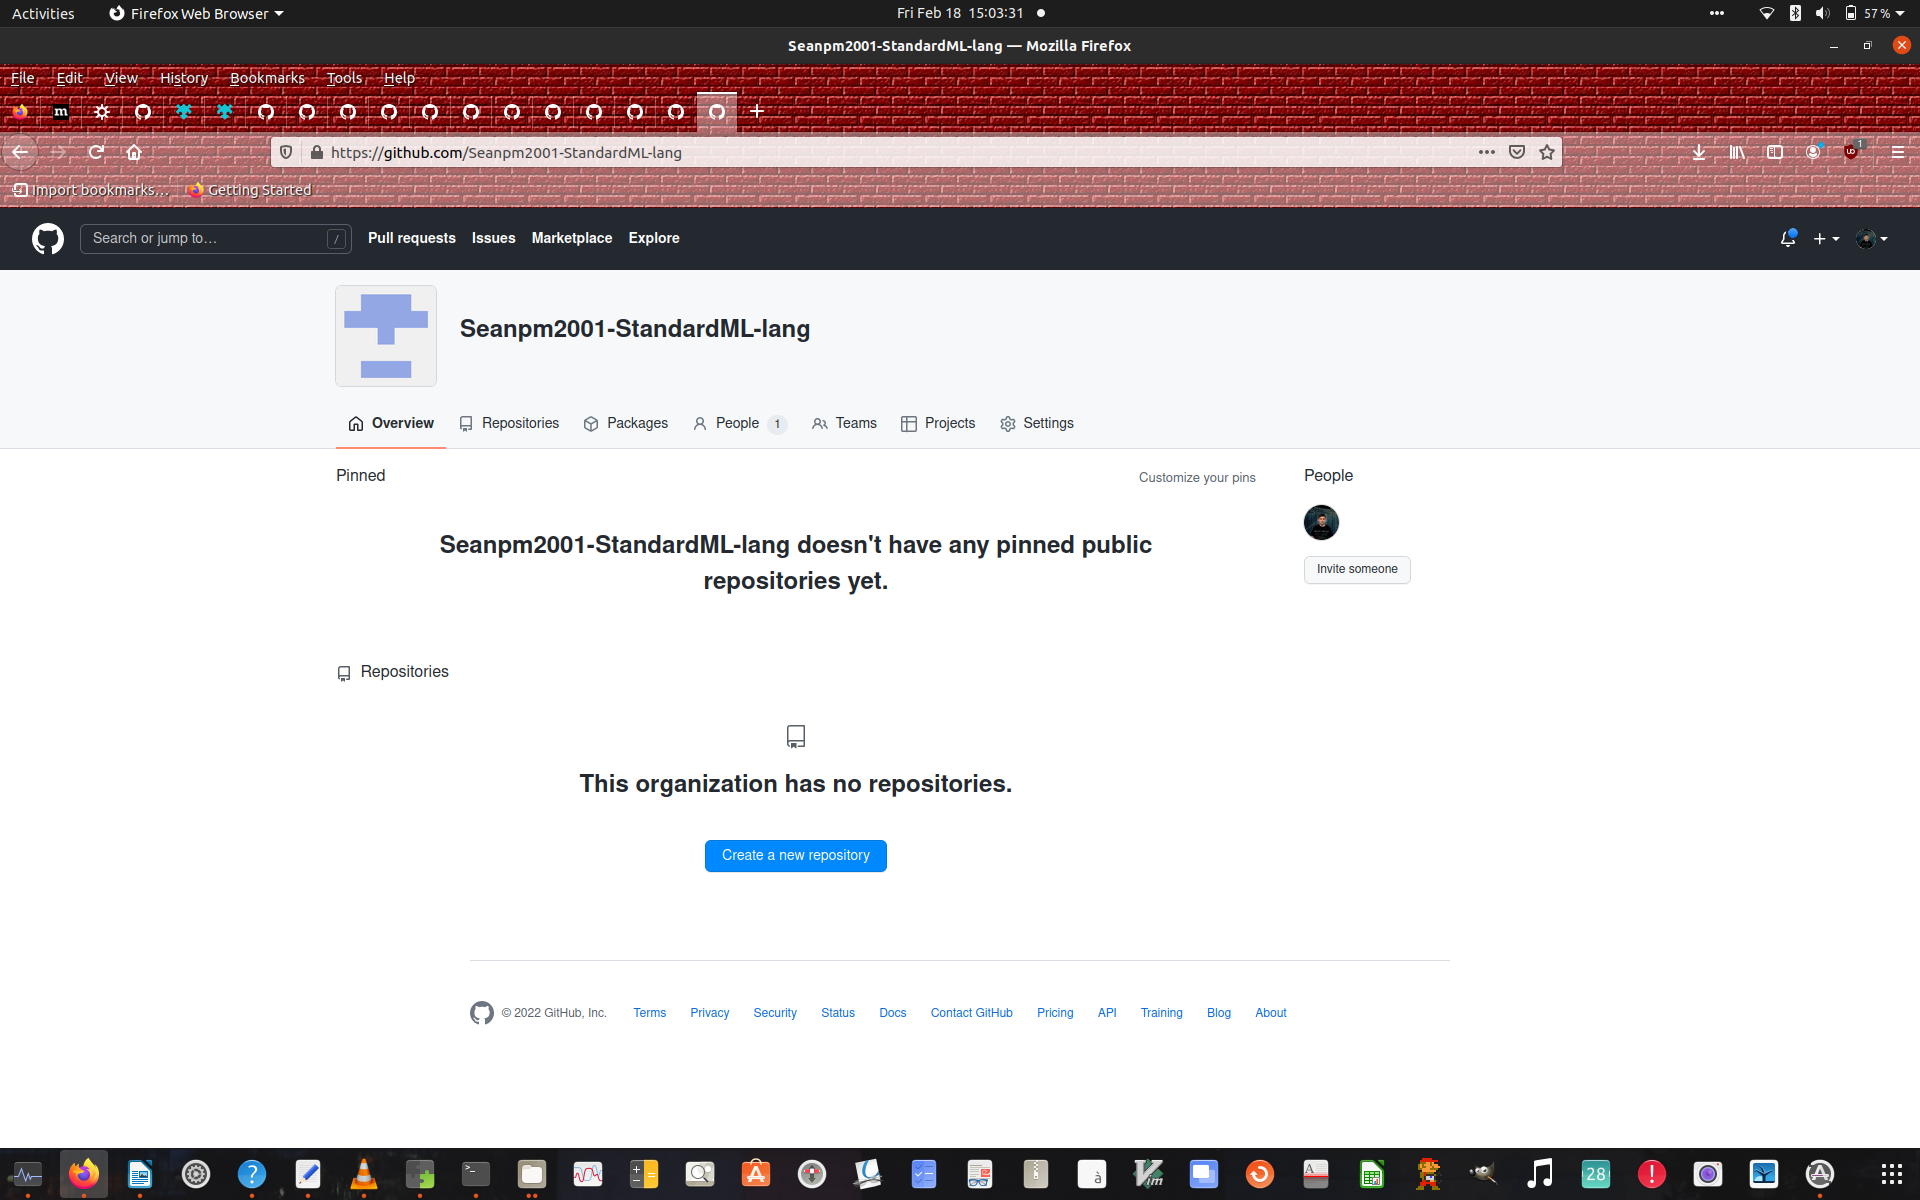 Activities Firefox Web Browser Fri Feb 18 15:03:31 57 %
Seanpm2001-StandardML-lang — Mozilla Firefox
File Edit View History Bookmarks Tools Help
m
https://github.com/Seanpm2001-StandardML-lang 1
Import bookmarks... Getting Started
Search or jump to... / Pull requests Issues Marketplace Explore
Seanpm2001-StandardML-lang
Overview Repositories Packages People 1 Teams Projects Settings
Pinned Customize your pins People
Seanpm2001-StandardML-lang doesn't have any pinned public
repositories yet.
Invite someone
Repositories
This organization has no repositories.
Create a new repository
© 2022 GitHub, Inc. Terms Privacy Security Status Docs Contact GitHub Pricing API Training Blog About
? >_ à Vim A 28 !